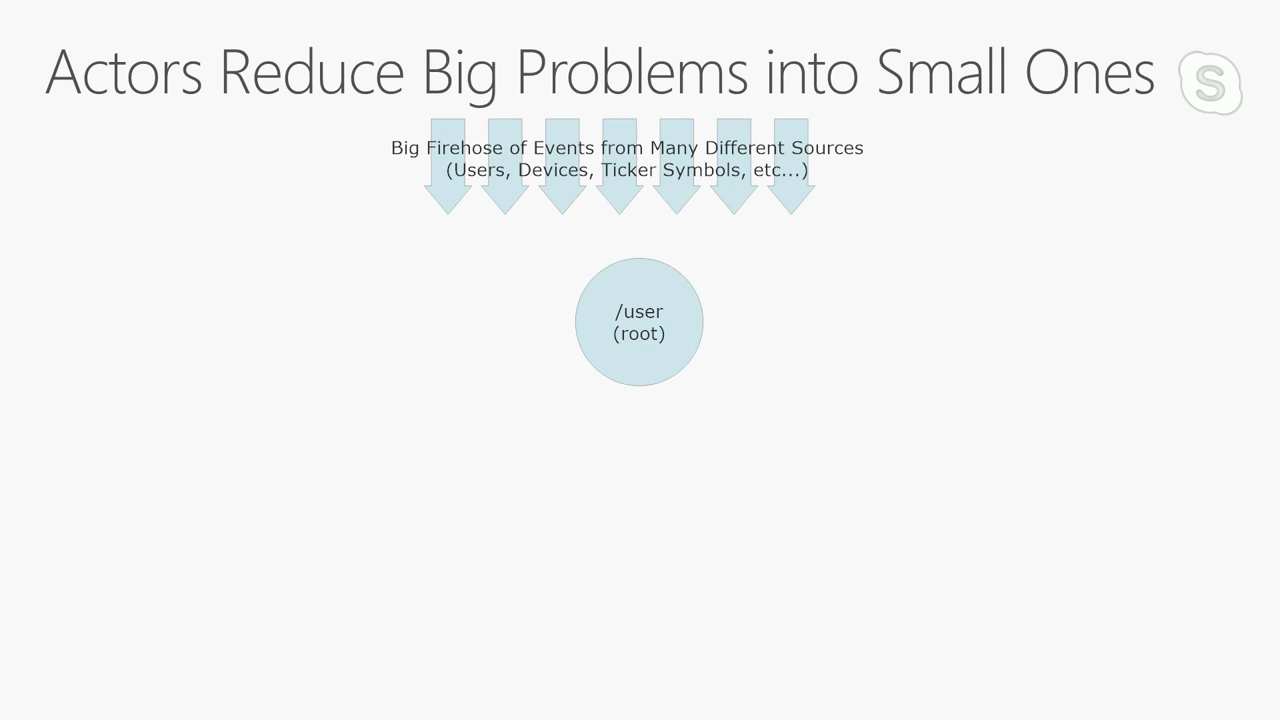 Actors Reduce Big Problems into Small Ones
S
Big Firehose of Events from Many Different Sources
(Users, Devices, Ticker Symbols, etc...)
/user
(root)